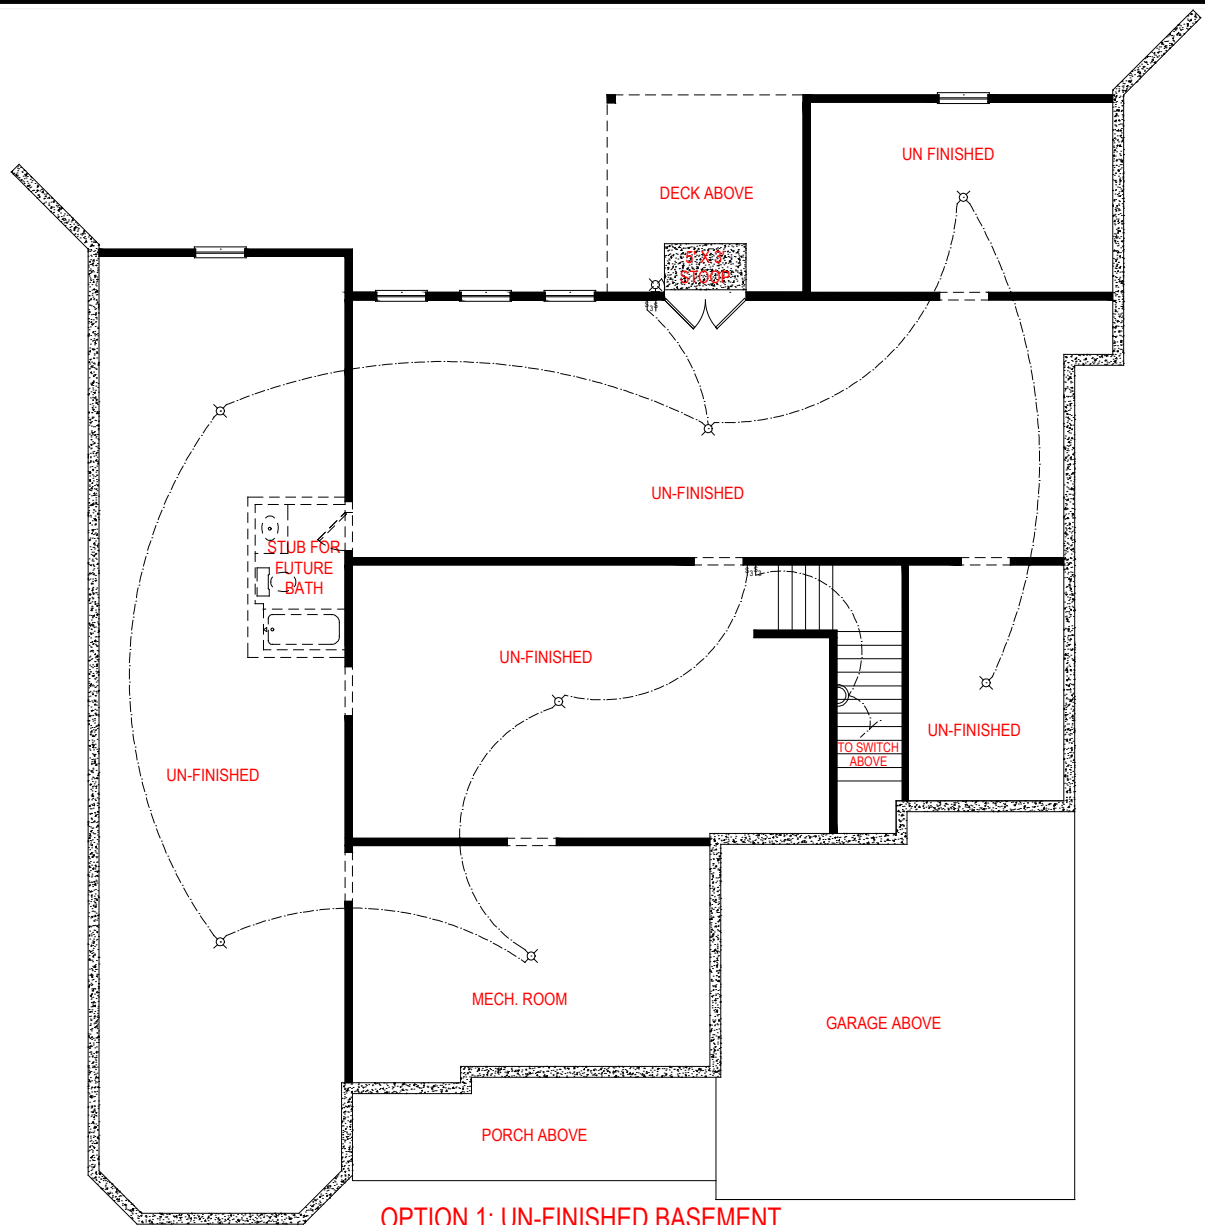 UN FINISHED
DECK ABOVE
5' X 3'
STOOP
UN-FINISHED
STUB FOR
FUTURE
BATH
UN-FINISHED
UN-FINISHED
TO SWITCH
ABOVE
UN-FINISHED
MECH. ROOM
GARAGE ABOVE
PORCH ABOVE
OPTION 1: UN-FINISHED BASEMENT